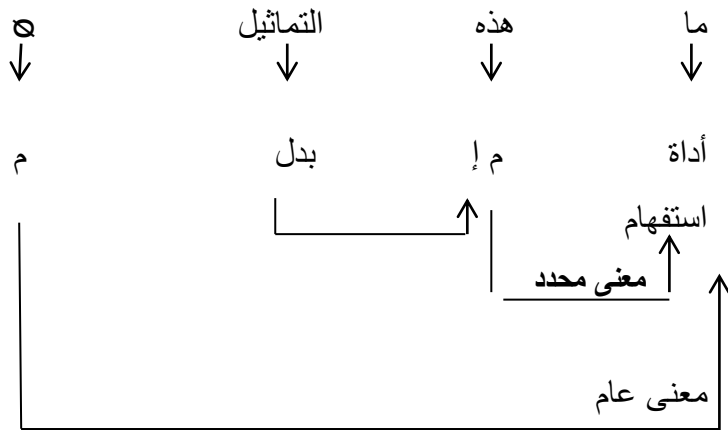 ما هذه التماثيل Ø
أداة م إ بدل م
استفهام
معنى محدد
معنى عام